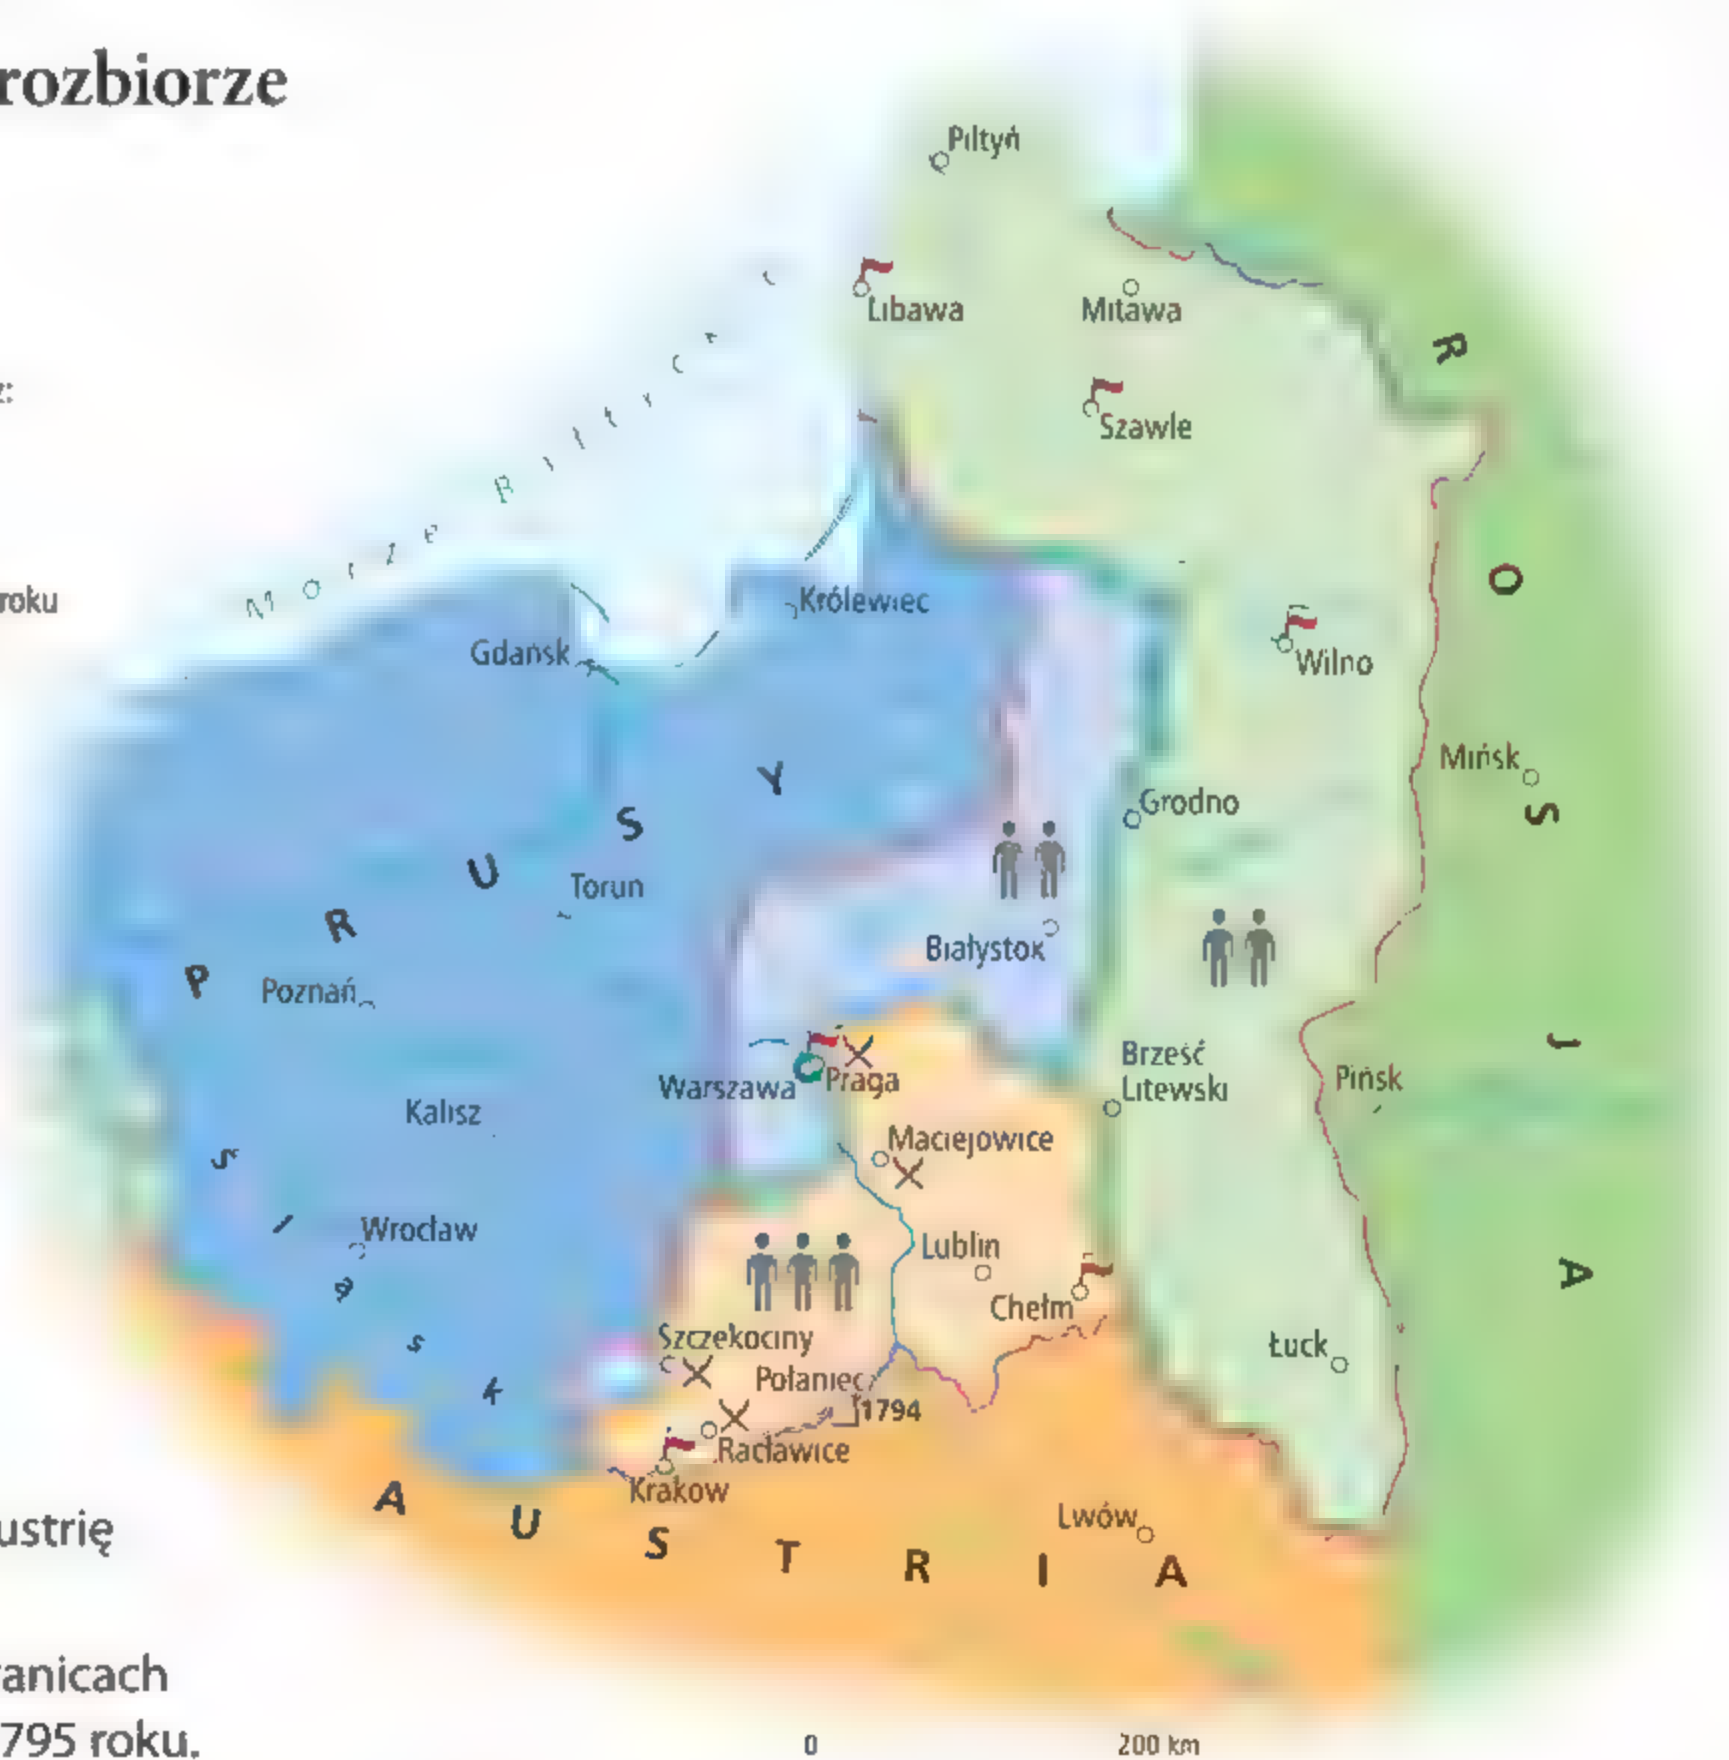 rozbiorze
z:
roku
ustrię
anicach
795 roku.
Piltyń
Libawa
Mitawa
Szawle
Morze Bałtyckie
Królewiec
Gdańsk
Wilno
Mińsk
Grodno
Toruń
Białystok
Poznań
Warszawa
Praga
Brześć
Litewski
Pińsk
Kalisz
Maciejowice
Wrocław
Lublin
Chełm
Szczekociny
Połaniec
1794
Łuck
Racławice
Krakow
Lwów
PRUSY
ROSJA
Śląsk
AUSTRIA
0 200 km